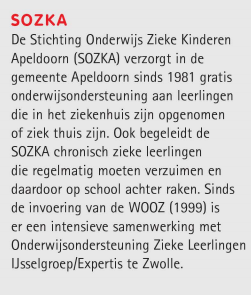 SOZKA
De Stichting Onderwijs Zieke Kinderen
Apeldoorn (SOZKA) verzorgt in de
gemeente Apeldoorn sinds 1981 gratis
onderwijsondersteuning aan leerlingen
die in het ziekenhuis zijn opgenomen
of ziek thuis zijn. Ook begeleidt de
SOZKA chronisch zieke leerlingen
die regelmatig moeten verzuimen en
daardoor op school achter raken. Sinds
de invoering van de WOOZ (1999) is
er een intensieve samenwerking met
Onderwijsondersteuning Zieke Leerlingen
IJsselgroep/Expertis te Zwolle.